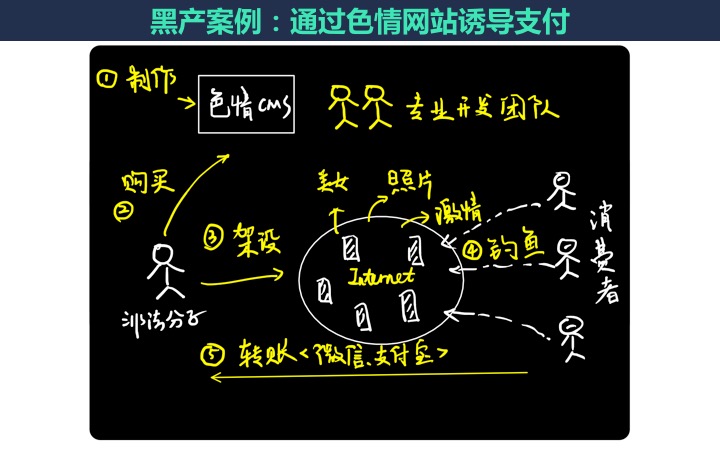 黑产案例：通过色情网站诱导支付
① 制作
色情CMS
专业开发团队
购买
②
美女
照片
激情
③ 架设
④ 钓鱼
消费者
Internet
非法分子
⑤ 转账<微信、支付宝>